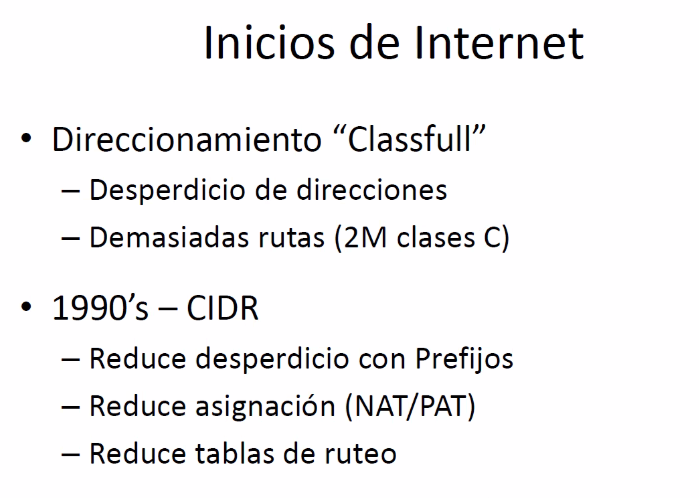 Inicios de Internet
• Direccionamiento “Classfull”
– Desperdicio de direcciones
– Demasiadas rutas (2M clases C)
• 1990’s – CIDR
– Reduce desperdicio con Prefijos
– Reduce asignación (NAT/PAT)
– Reduce tablas de ruteo